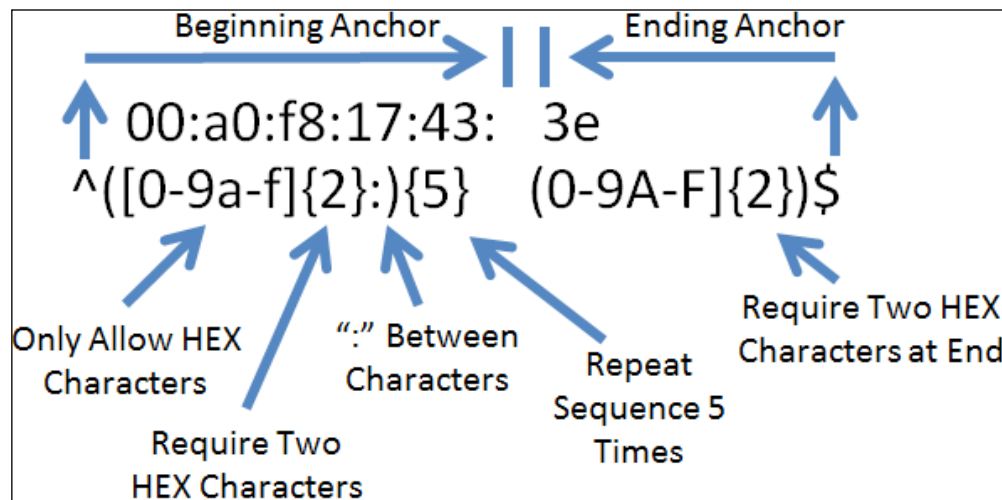 Beginning Anchor
Ending Anchor
00:a0:f8:17:43: 3e
^([0-9a-f]{2}:){5} (0-9A-F]{2})$
Only Allow HEX
Characters
“:” Between
Characters
Require Two HEX
Characters at End
Repeat
Sequence 5
Times
Require Two
HEX Characters